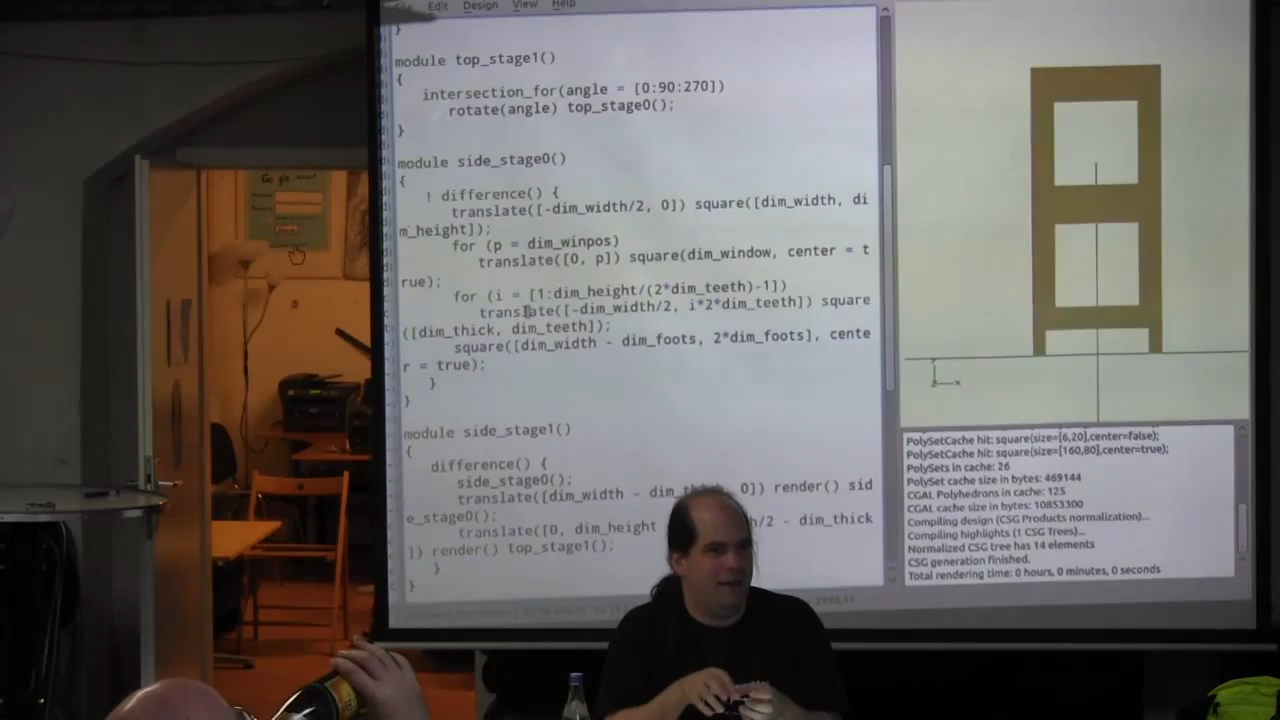 File Edit Design View Help
}
module top_stage1()
{
intersection_for(angle = [0:90:270])
rotate(angle) top_stage0();
}
module side_stage0()
{
! difference() {
translate([-dim_width/2, 0]) square([dim_width, di
m_height]);
for (p = dim_winpos)
translate([0, p]) square(dim_window, center = t
rue);
for (i = [1:dim_height/(2*dim_teeth)-1])
translate([-dim_width/2, i*2*dim_teeth]) square
([dim_thick, dim_teeth]);
square([dim_width - dim_foots, 2*dim_foots], cente
r = true);
}
}
module side_stage1()
{
difference() {
side_stage0();
translate([dim_width - dim_ 0]) render() sid
e_stage0();
translate([0, dim_height /2 - dim_thick
]) render() top_stage1();
}
}
x
PolySetCache hit: square(size=[6,20],center=false);
PolySetCache hit: square(size=[160,80],center=true);
PolySets in cache: 26
PolySet cache size in bytes: 469144
CGAL Polyhedrons in cache: 125
CGAL cache size in bytes: 10853300
Compiling design (CSG Products normalization)...
Compiling highlights (1 CSG Trees)...
Normalized CSG tree has 14 elements
CSG generation finished.
Total rendering time: 0 hours, 0 minutes, 0 seconds